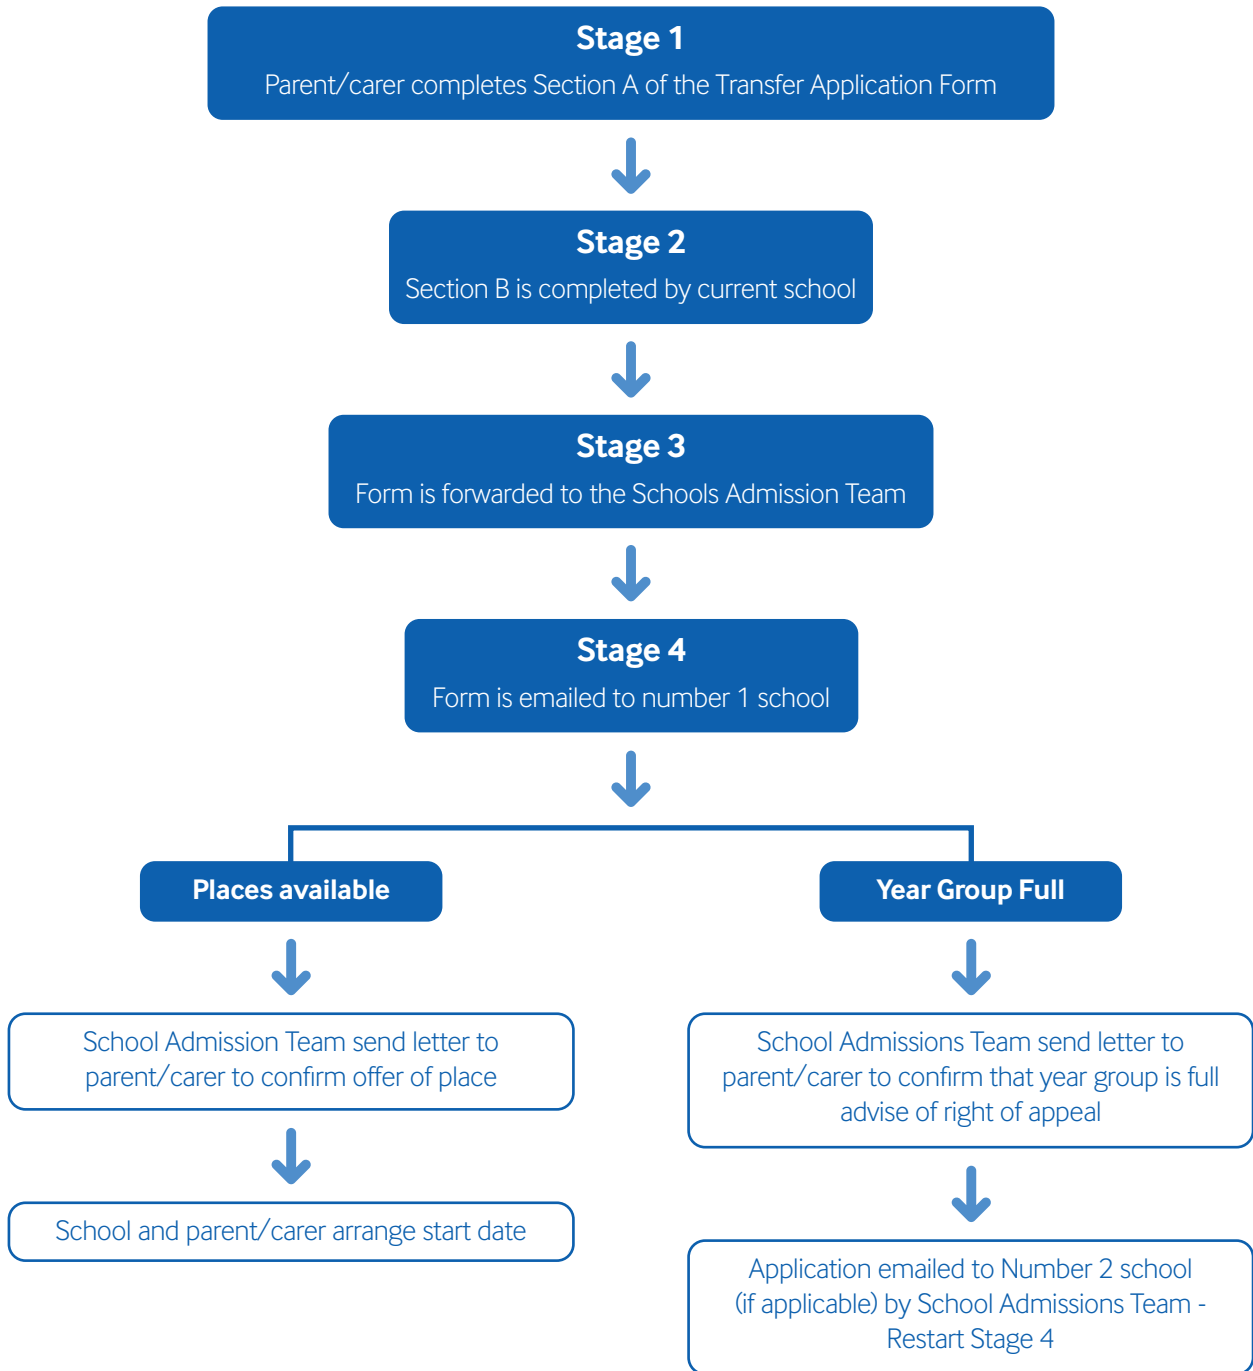 Stage 1
Parent/carer completes Section A of the Transfer Application Form
Stage 2
Section B is completed by current school
Stage 3
Form is forwarded to the Schools Admission Team
Stage 4
Form is emailed to number 1 school
Places available
School Admission Team send letter to
parent/carer to confirm offer of place
School and parent/carer arrange start date
Year Group Full
School Admissions Team send letter to
parent/carer to confirm that year group is full
advise of right of appeal
Application emailed to Number 2 school
(if applicable) by School Admissions Team -
Restart Stage 4